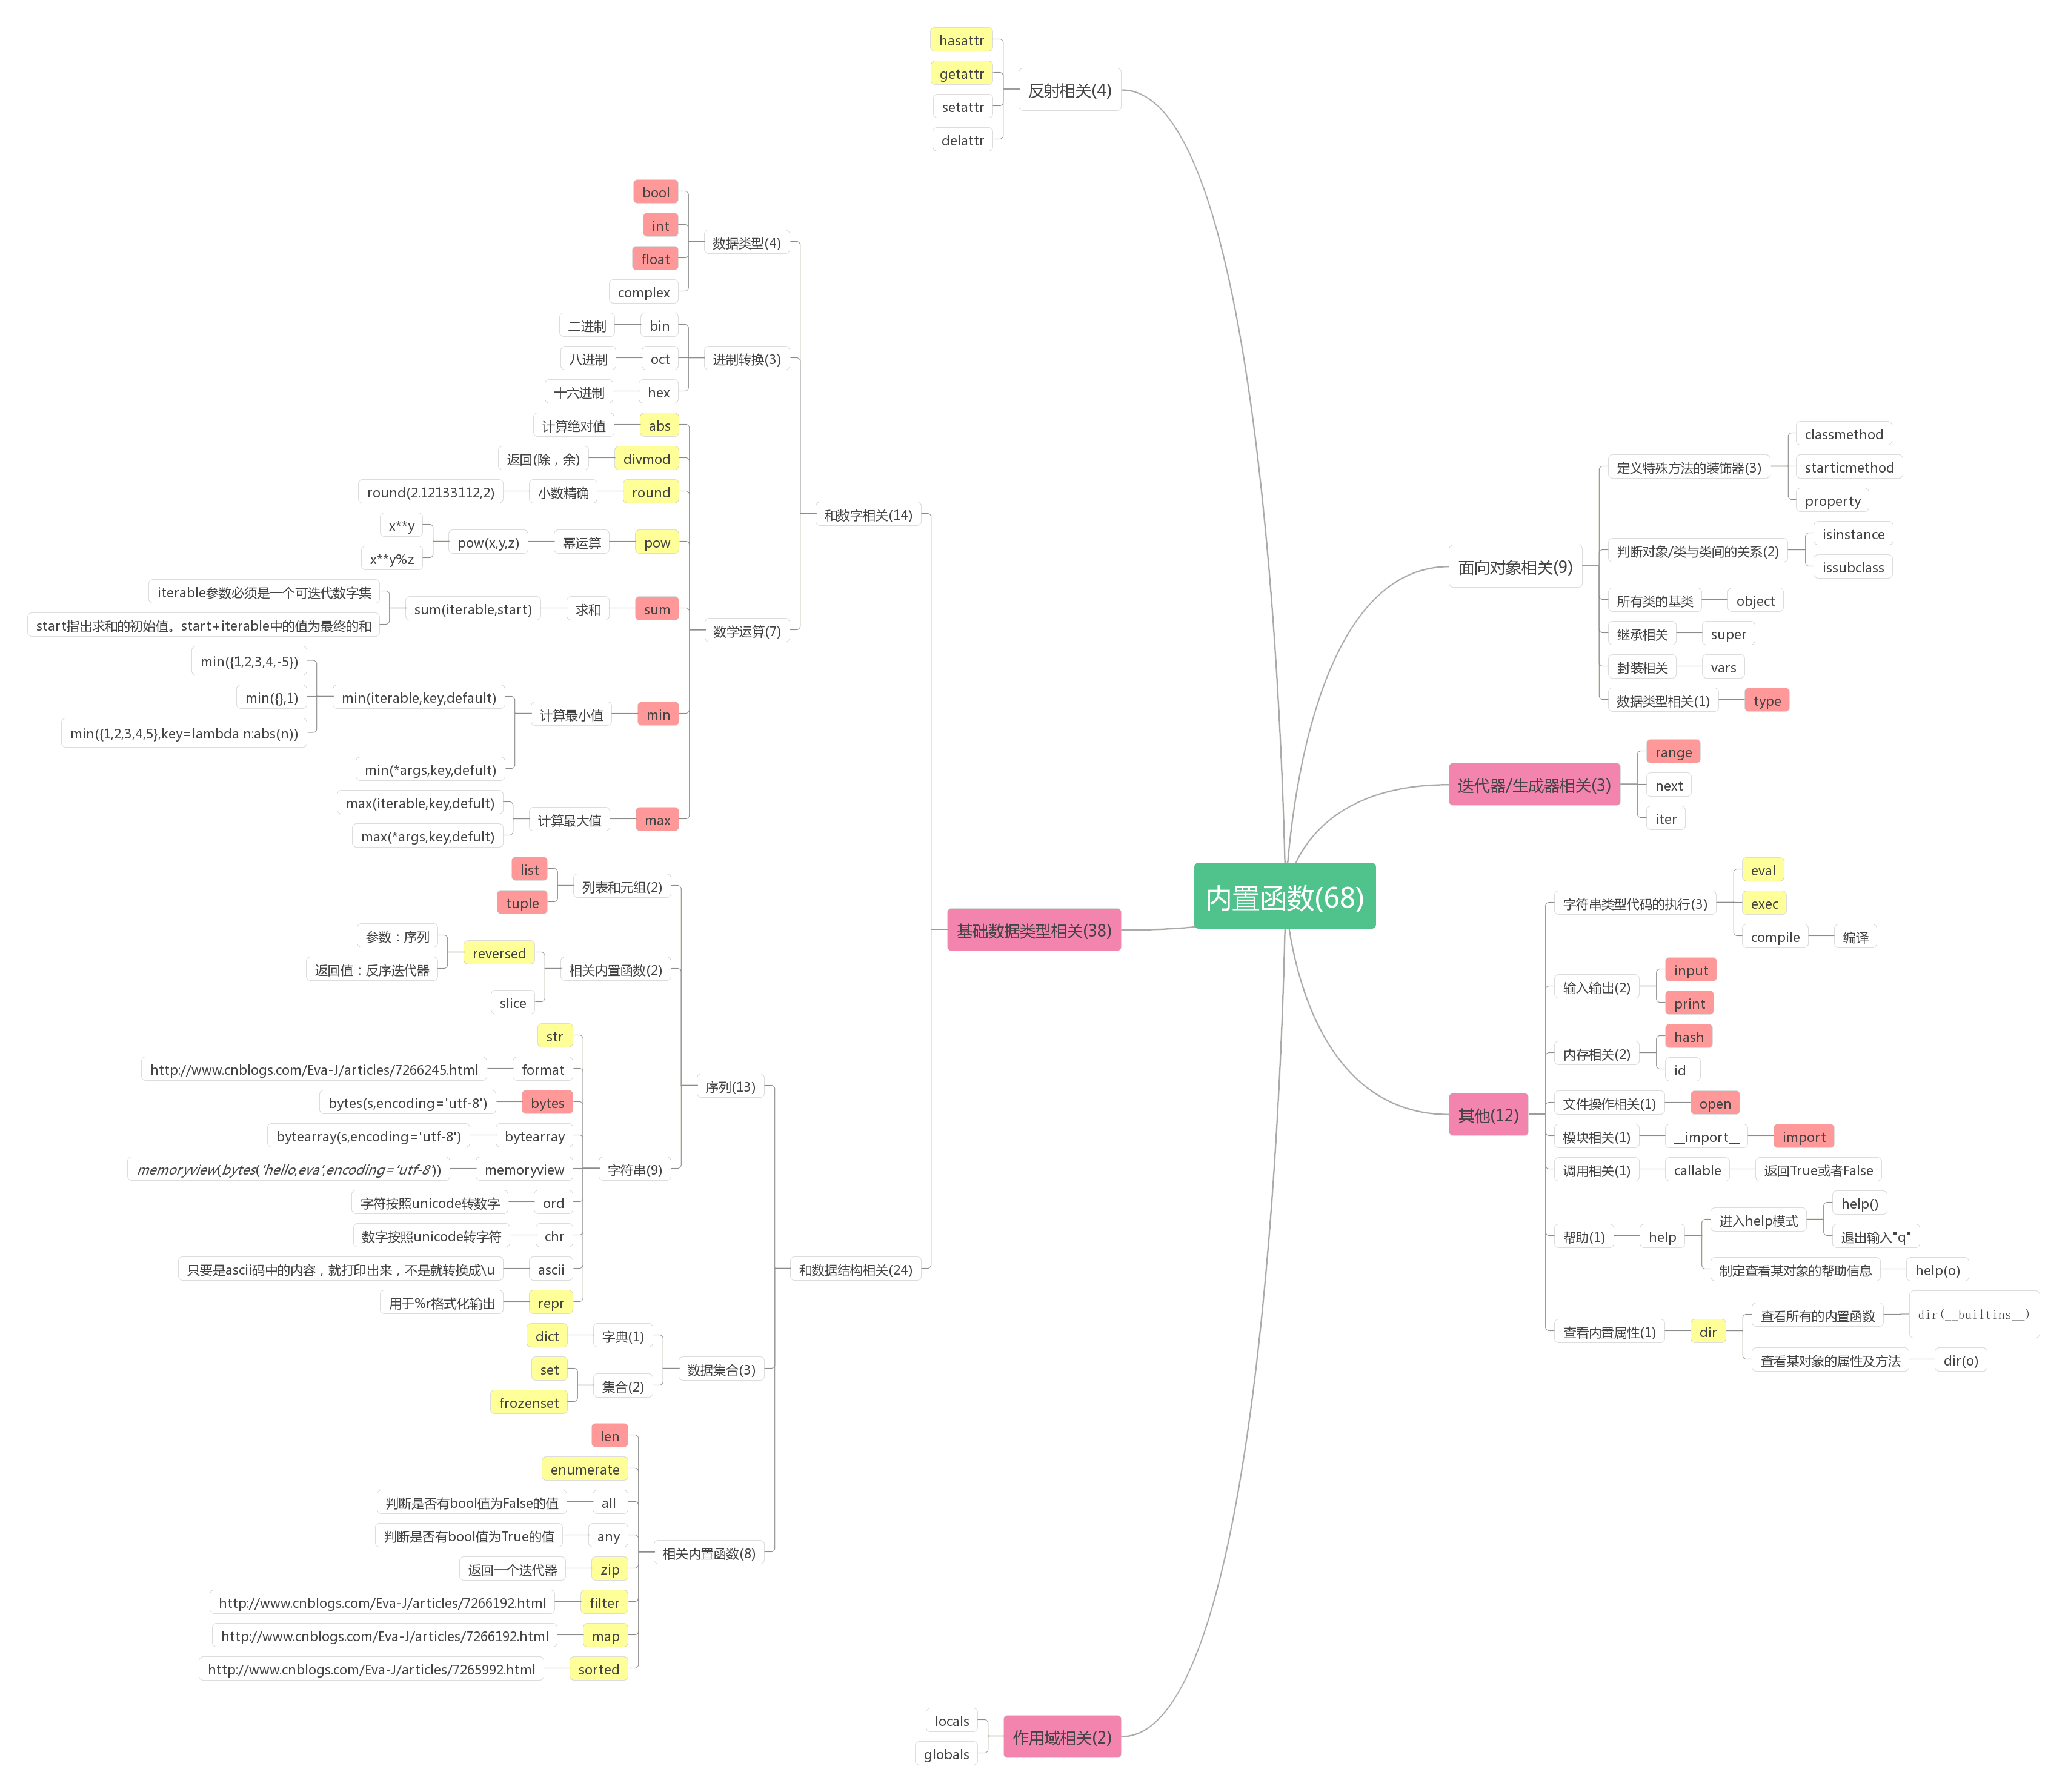 内置函数(68)
反射相关(4)
hasattr
getattr
setattr
delattr
基础数据类型相关(38)
和数字相关(14)
数据类型(4)
bool
int
float
complex
进制转换(3)
bin
二进制
oct
八进制
hex
十六进制
数学运算(7)
abs
计算绝对值
divmod
返回(除，余)
round
小数精确
round(2.12133112,2)
pow
幂运算
pow(x,y,z)
x**y
x**y%z
sum
求和
sum(iterable,start)
iterable参数必须是一个可迭代数字集
start指出求和的初始值。start+iterable中的值为最终的和
min
计算最小值
min(iterable,key,default)
min({1,2,3,4,-5})
min({},1)
min({1,2,3,4,5},key=lambda n:abs(n))
min(*args,key,defult)
max
计算最大值
max(iterable,key,defult)
max(*args,key,defult)
和数据结构相关(24)
序列(13)
列表和元组(2)
list
tuple
相关内置函数(2)
reversed
参数：序列
返回值：反序迭代器
slice
字符串(9)
str
format
http://www.cnblogs.com/Eva-J/articles/7266245.html
bytes
bytes(s,encoding='utf-8')
bytearray
bytearray(s,encoding='utf-8')
memoryview
memoryview(bytes('hello,eva',encoding='utf-8'))
ord
字符按照unicode转数字
chr
数字按照unicode转字符
ascii
只要是ascii码中的内容，就打印出来，不是就转换成\u
repr
用于%r格式化输出
数据集合(3)
字典(1)
dict
集合(2)
set
frozenset
相关内置函数(8)
len
enumerate
all
判断是否有bool值为False的值
any
判断是否有bool值为True的值
zip
返回一个迭代器
filter
http://www.cnblogs.com/Eva-J/articles/7266192.html
map
http://www.cnblogs.com/Eva-J/articles/7266192.html
sorted
http://www.cnblogs.com/Eva-J/articles/7265992.html
作用域相关(2)
locals
globals
面向对象相关(9)
定义特殊方法的装饰器(3)
classmethod
starticmethod
property
判断对象/类与类间的关系(2)
isinstance
issubclass
所有类的基类
object
继承相关
super
封装相关
vars
数据类型相关(1)
type
迭代器/生成器相关(3)
range
next
iter
其他(12)
字符串类型代码的执行(3)
eval
exec
compile
编译
输入输出(2)
input
print
内存相关(2)
hash
id
文件操作相关(1)
open
模块相关(1)
__import__
import
调用相关(1)
callable
返回True或者False
帮助(1)
help
进入help模式
help()
退出输入"q"
制定查看某对象的帮助信息
help(o)
查看内置属性(1)
dir
查看所有的内置函数
dir(__builtins__)
查看某对象的属性及方法
dir(o)